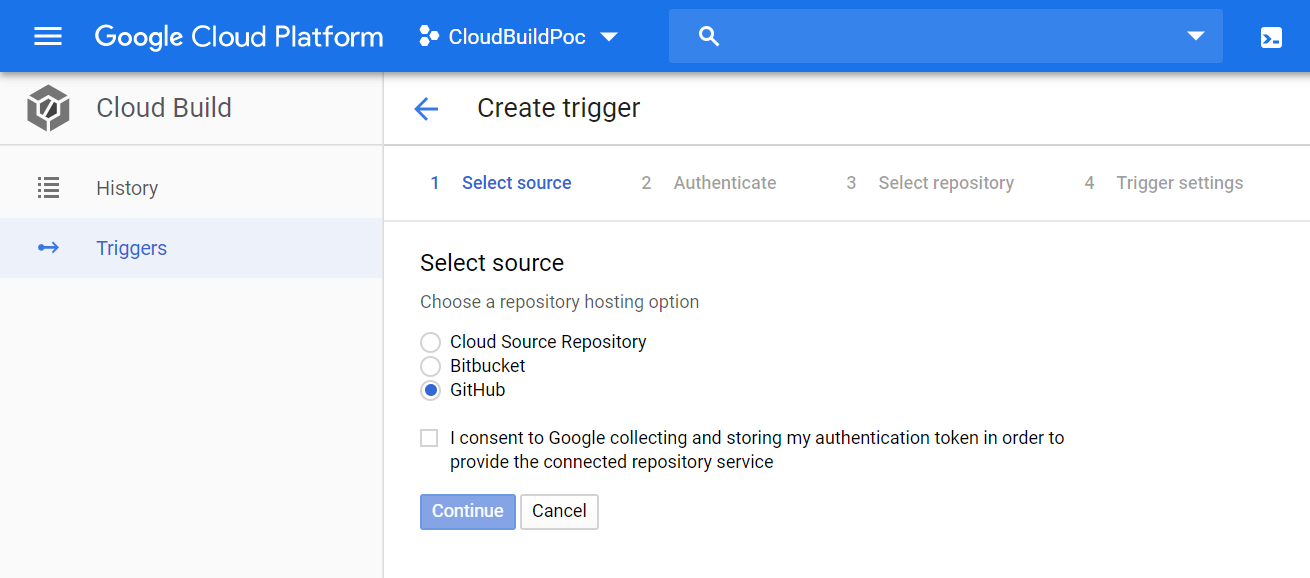 Google Cloud Platform CloudBuildPoc
Cloud Build
Create trigger
History
Triggers
1 Select source 2 Authenticate 3 Select repository 4 Trigger settings
Select source
Choose a repository hosting option
Cloud Source Repository
Bitbucket
GitHub
I consent to Google collecting and storing my authentication token in order to
provide the connected repository service
Continue Cancel